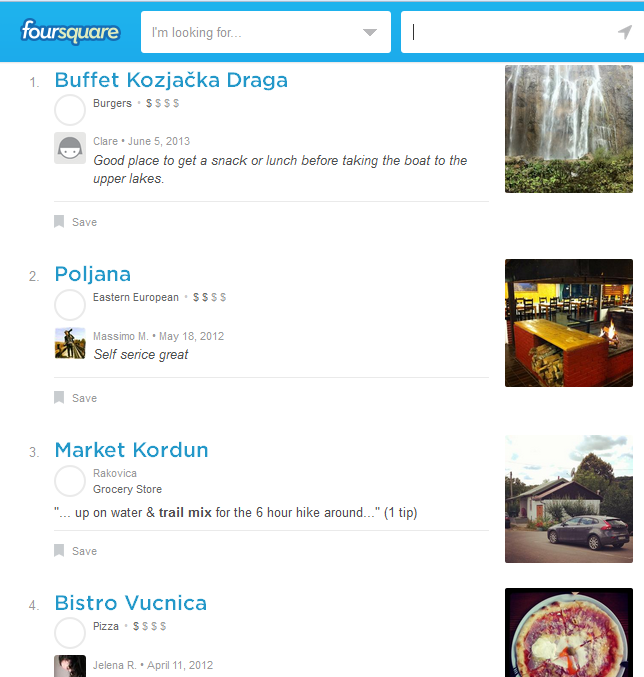 foursquare
I'm looking for...
1. Buffet Kozjačka Draga
Burgers • $ $ $ $
Clare • June 5, 2013
Good place to get a snack or lunch before taking the boat to the
upper lakes.
Save
2. Poljana
Eastern European • $ $ $ $
Massimo M. • May 18, 2012
Self serice great
Save
3. Market Kordun
Rakovica
Grocery Store
"... up on water & trail mix for the 6 hour hike around..." (1 tip)
Save
4. Bistro Vucnica
Pizza • $ $ $ $
Jelena R. • April 11, 2012